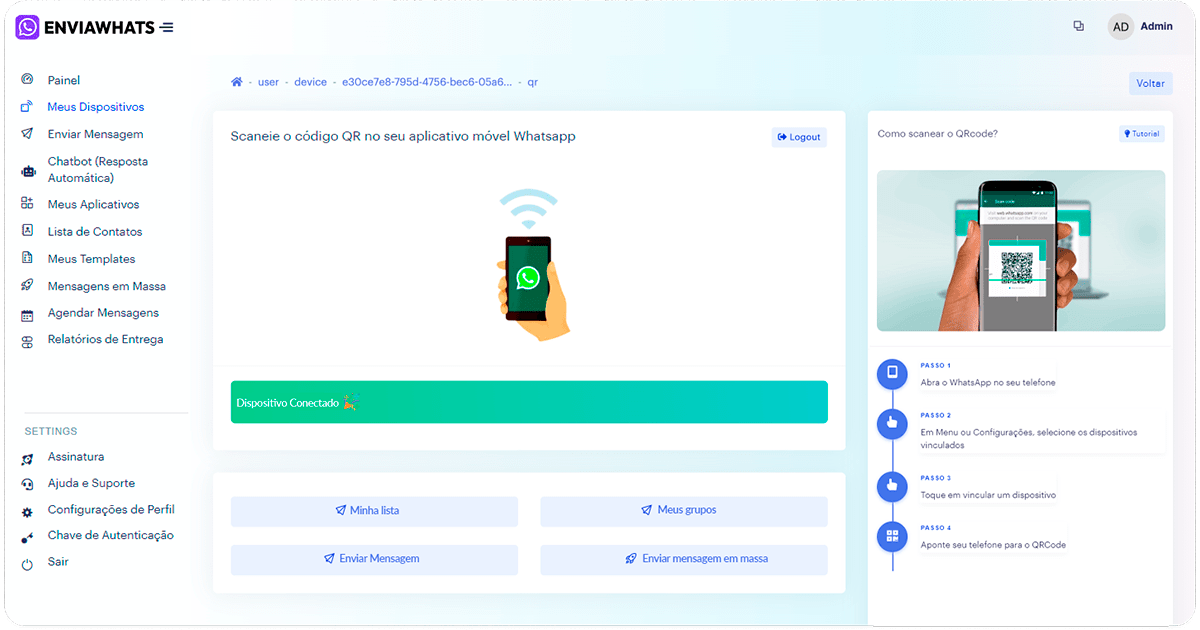 ENVIAWHATS
AD
Admin
Painel
Meus Dispositivos
Enviar Mensagem
Chatbot (Resposta
Automática)
Meus Aplicativos
Lista de Contatos
Meus Templates
Mensagens em Massa
Agendar Mensagens
Relatórios de Entrega
SETTINGS
Assinatura
Ajuda e Suporte
Configurações de Perfil
Chave de Autenticação
Sair
- user - device - e30ce7e8-795d-4756-bec6-05a6... - qr
Voltar
Scaneie o código QR no seu aplicativo móvel Whatsapp
Logout
Dispositivo Conectado
Minha lista
Meus grupos
Enviar Mensagem
Enviar mensagem em massa
Como scanear o QRcode?
Tutorial
Scan code
PASSO 1
Abra o WhatsApp no seu telefone
PASSO 2
Em Menu ou Configurações, selecione os dispositivos
vinculados
PASSO 3
Toque em vincular um dispositivo
PASSO 4
Aponte seu telefone para o QRCode